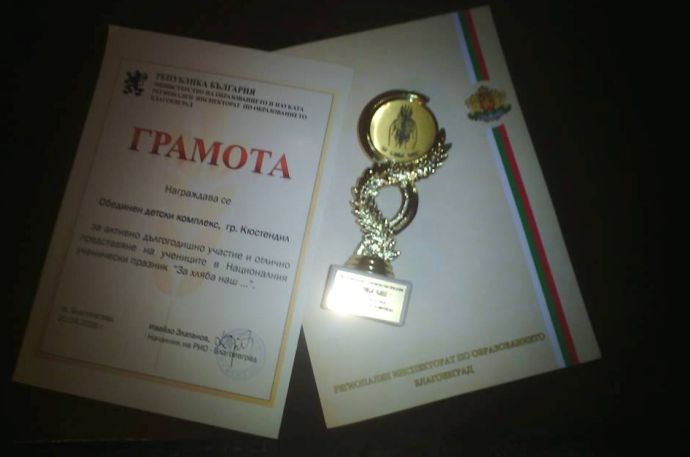 РЕПУБЛИКА БЪЛГАРИЯ
МИНИСТЕРСТВО НА ОБРАЗОВАНИЕТО И НАУКАТА
РЕГИОНАЛЕН ИНСПЕКТОРАТ ПО ОБРАЗОВАНИЕТО
БЛАГОЕВГРАД
ГРАМОТА
Награждава се
Обединен детски комплекс, гр. Кюстендил
за активно дългогодишно участие и отлично
представяне на учениците в Националния
ученически празник "За хляба наш ...".
гр. Благоевград
Ивайло Златанов,
Началник на РИО - Благоевград
РЕГИОНАЛЕН ИНСПЕКТОРАТ ПО ОБРАЗОВАНИЕТО
БЛАГОЕВГРАД